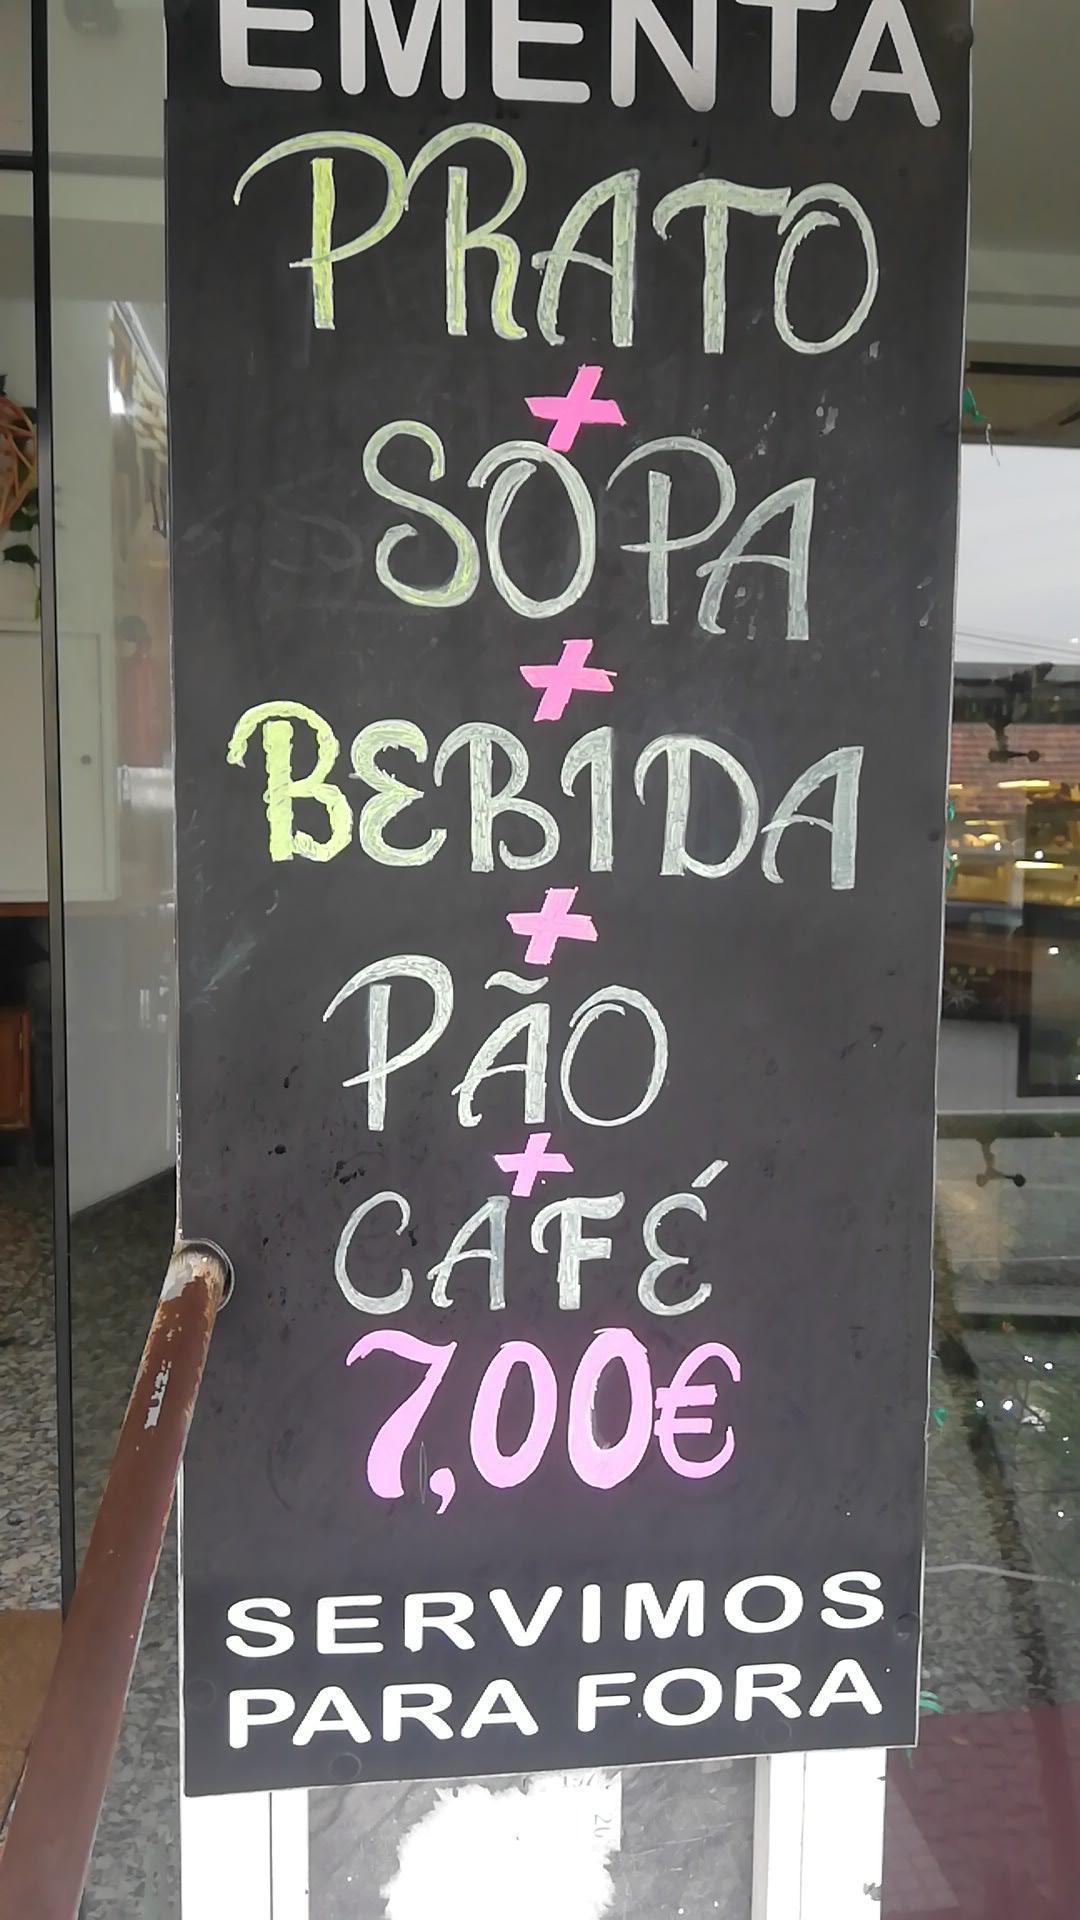 EMENTA
PRATO
+
SOPA
+
BEBIDA
+
PÃO
+
CAFÉ
7,00€
SERVIMOS
PARA FORA